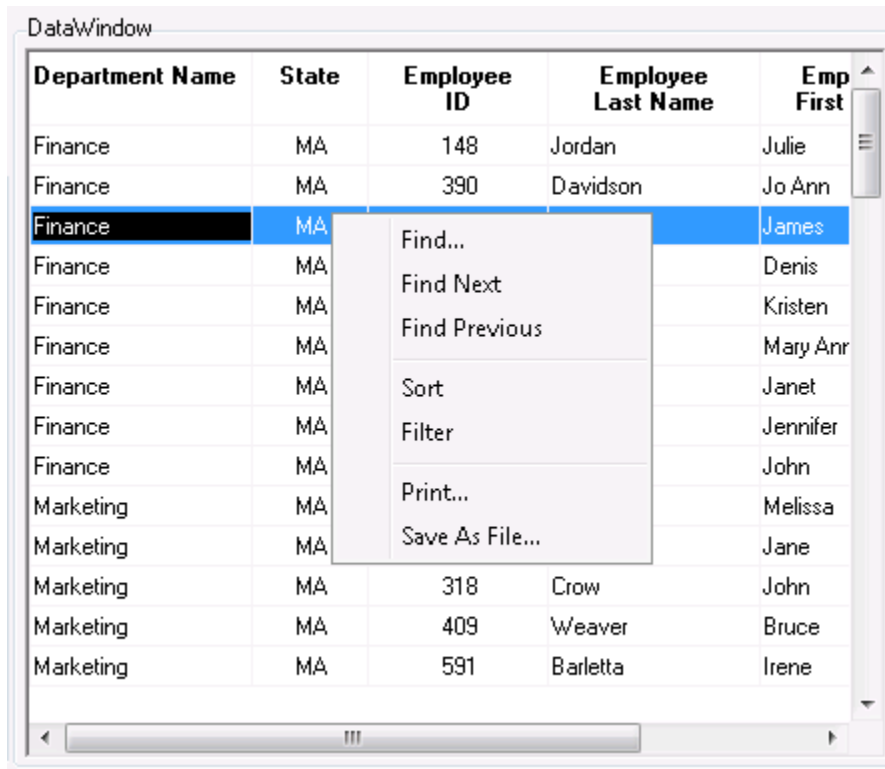 DataWindow
Department Name State Employee ID Employee Last Name Emp First
Finance MA 148 Jordan Julie
Finance MA 390 Davidson Jo Ann
Finance MA James
Find...
Finance MA Denis
Find Next
Finance MA Kristen
Find Previous
Finance MA Mary Anr
Finance MA Janet
Sort
Finance MA Jennifer
Filter
Finance MA John
Marketing MA Melissa
Print...
Marketing MA Jane
Save As File...
Marketing MA 318 Crow John
Marketing MA 409 Weaver Bruce
Marketing MA 591 Barletta Irene